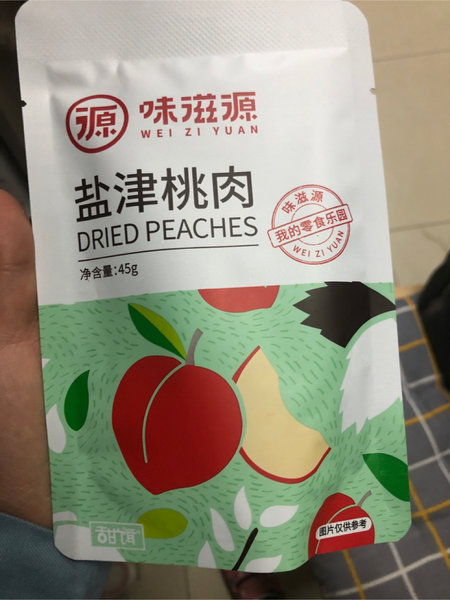 源
味滋源
WEI ZI YUAN
盐津桃肉
DRIED PEACHES
净含量:45g
味滋源
我的零食乐园
WEI ZI YUAN
图片仅供参考
甜谓